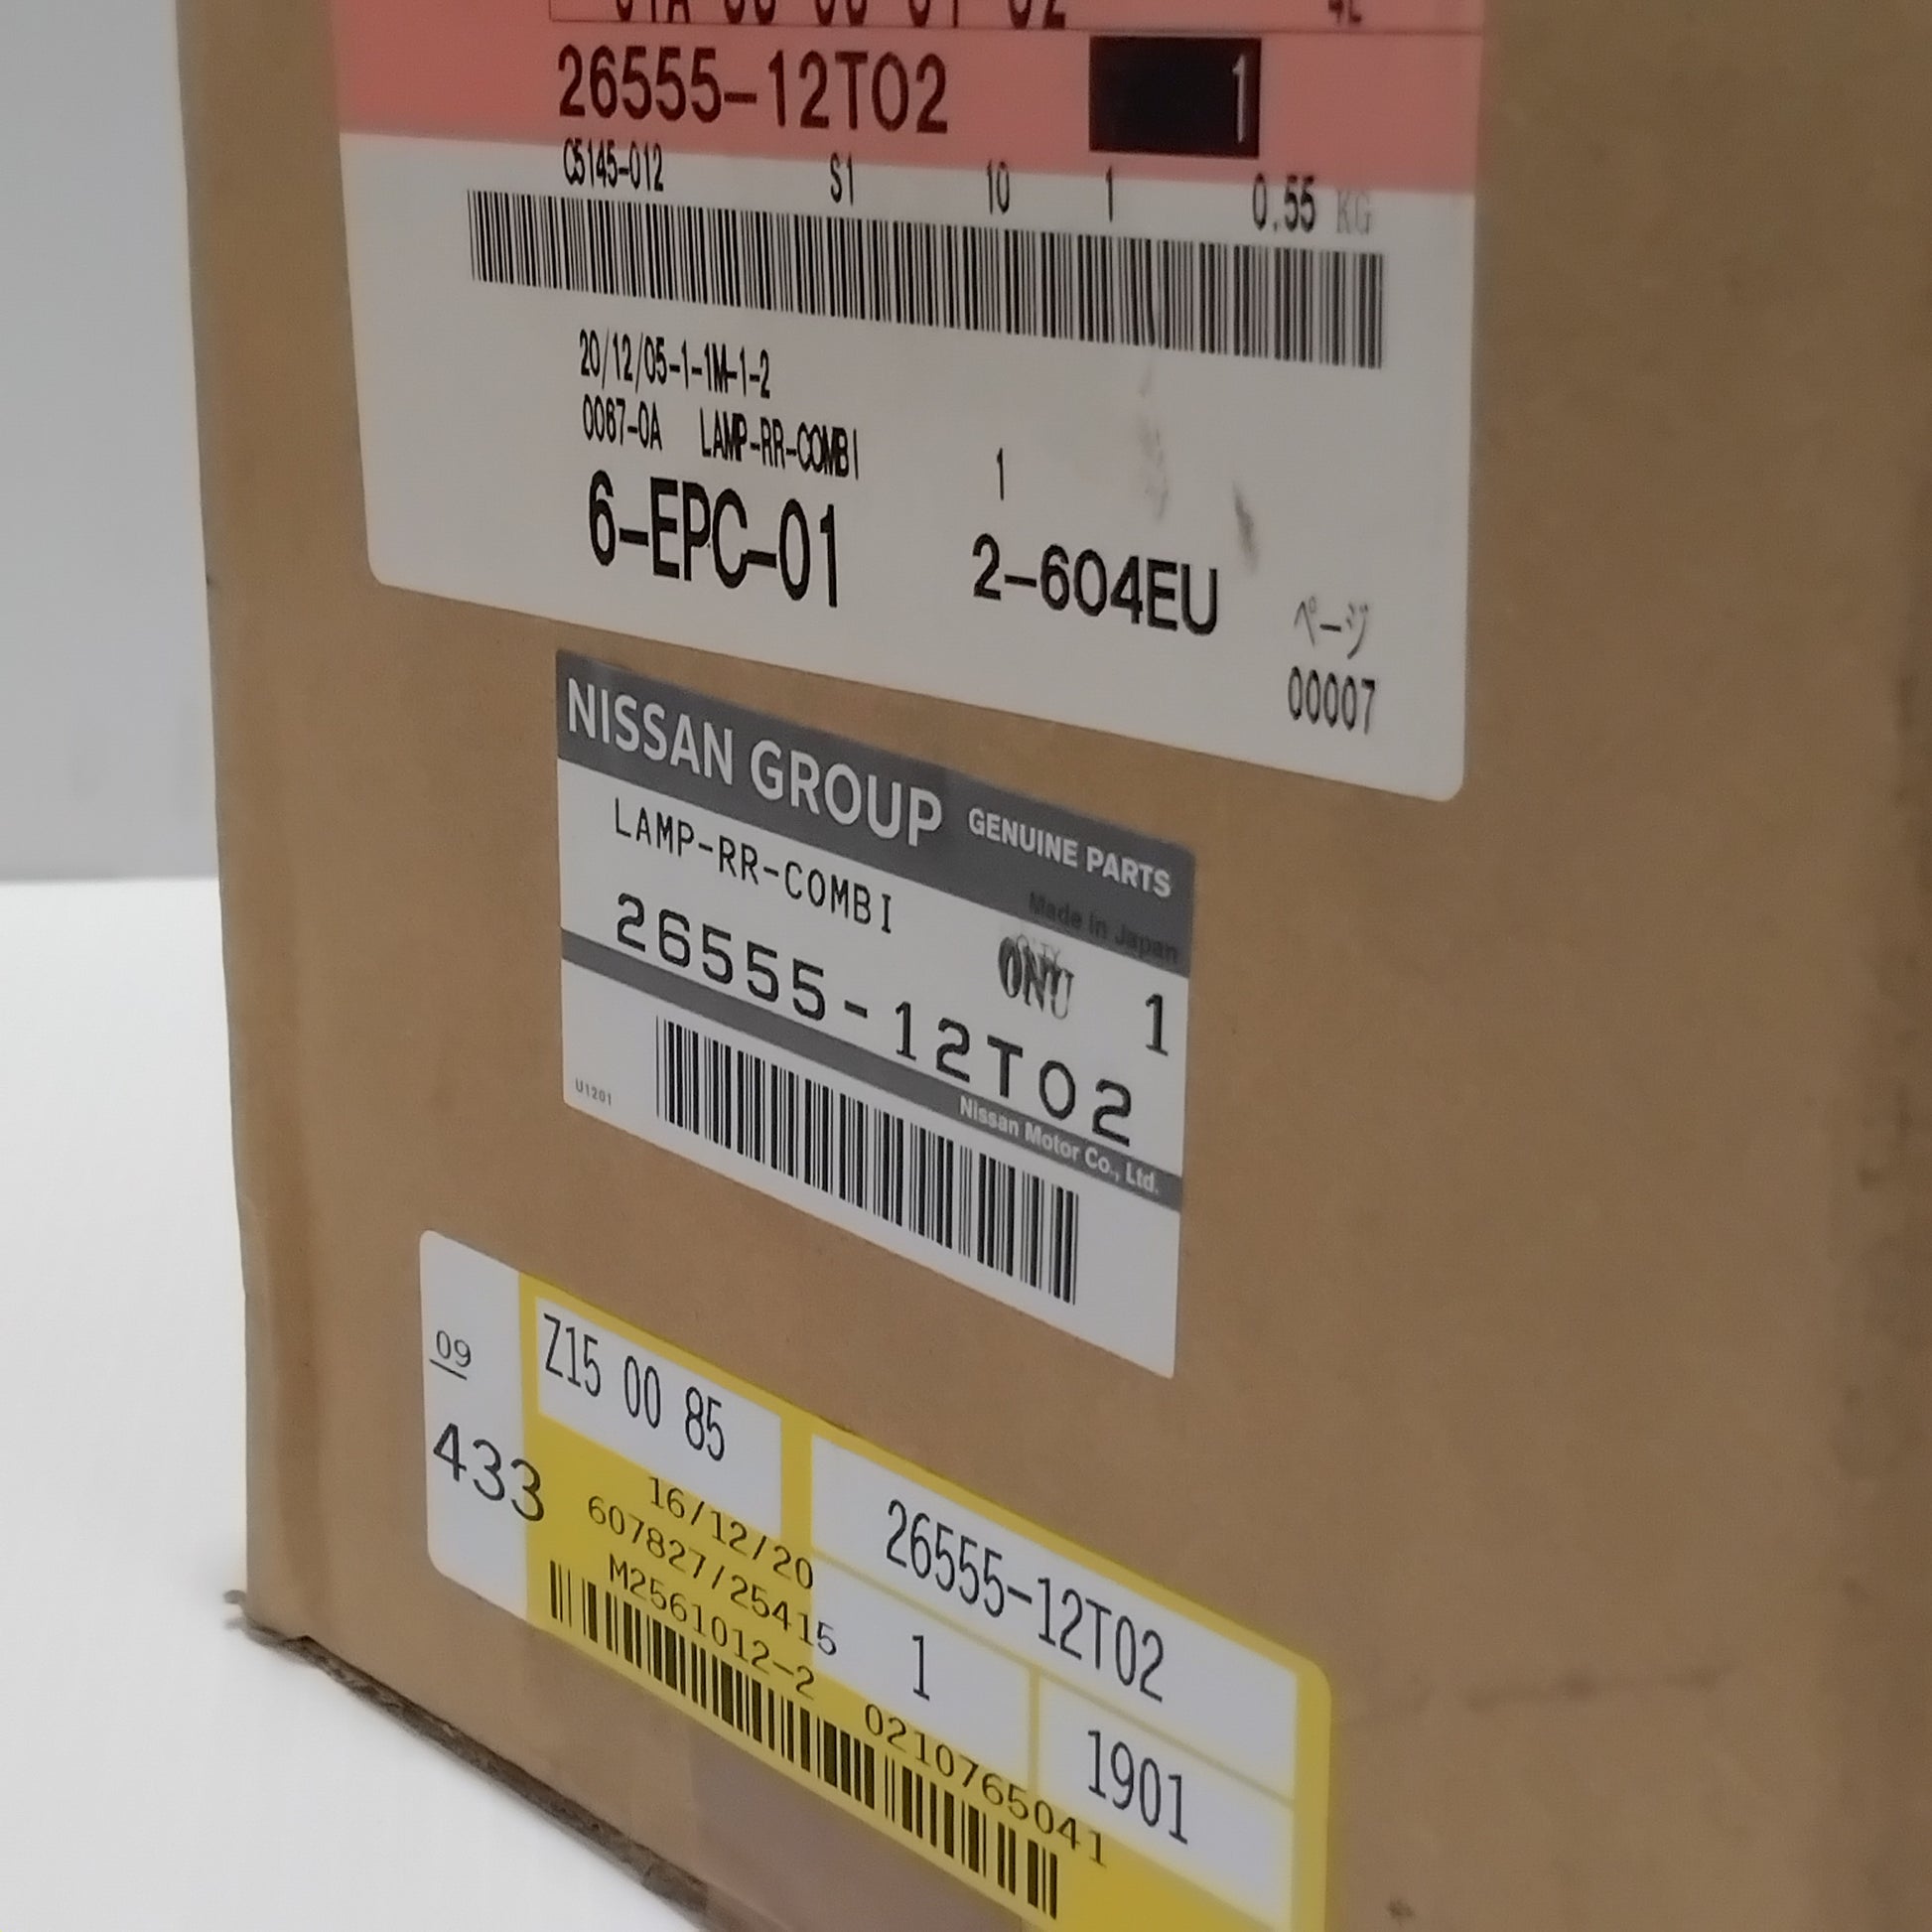 26555-12T02 1
C5145-012 S1 10 1 0.55 KG
20/12/05-1-1M-1-2
0067-0A LAMP-RR-COMBI 1
6-EPC-01 2-604EU ページ
00007
NISSAN GROUP GENUINE PARTS
Made in Japan
LAMP-RR-COMBI
1
26555-12T02
Nissan Motor Co., Ltd.
U1201
09
433
Z15 00 85
16/12/20
607827/25415
M2561012-2
26555-12T02
1
1901
0210765041